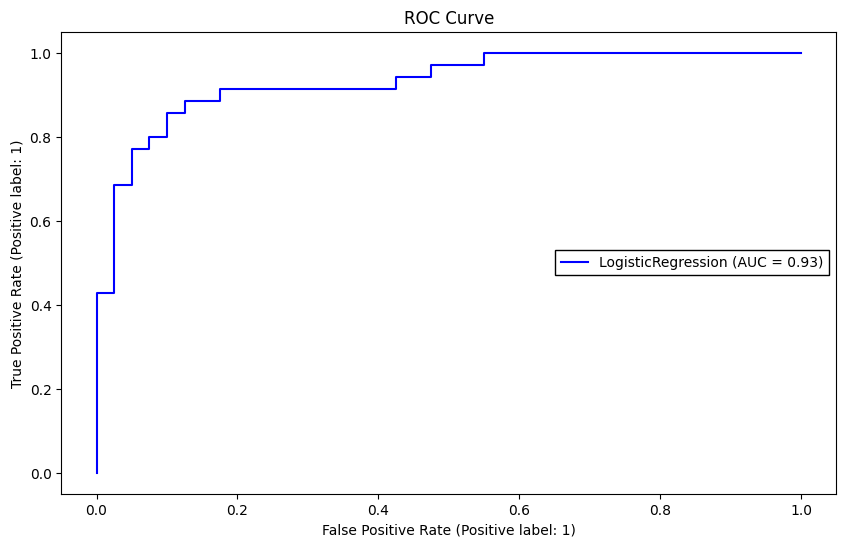 ROC Curve
1.0
0.8
0.6
0.4
0.2
0.0
True Positive Rate (Positive label: 1)
LogisticRegression (AUC = 0.93)
0.0 0.2 0.4 0.6 0.8 1.0
False Positive Rate (Positive label: 1)